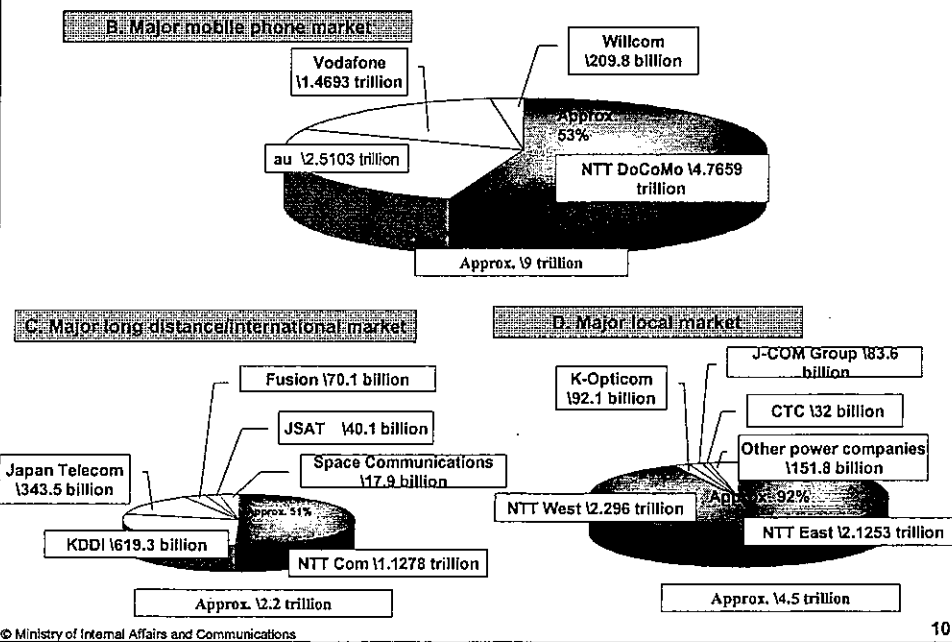 B. Major mobile phone market
Willcom
\209.8 billion
Vodafone
\1.4693 trillion
Approx.
53%
au \2.5103 trillion
NTT DoCoMo \4.7659
trillion
Approx. \9 trillion
C. Major long distance/international market
Fusion \70.1 billion
JSAT \40.1 billion
Japan Telecom
\343.5 billion
Space Communications
\17.9 billion
Approx. 51%
KDDI \619.3 billion
NTT Com \1.1278 trillion
Approx. \2.2 trillion
D. Major local market
J-COM Group \83.6
billion
K-Opticom
\92.1 billion
CTC \32 billion
Other power companies
\151.8 billion
Approx. 92%
NTT West \2.296 trillion
NTT East \2.1253 trillion
Approx. \4.5 trillion
© Ministry of Internal Affairs and Communications
10